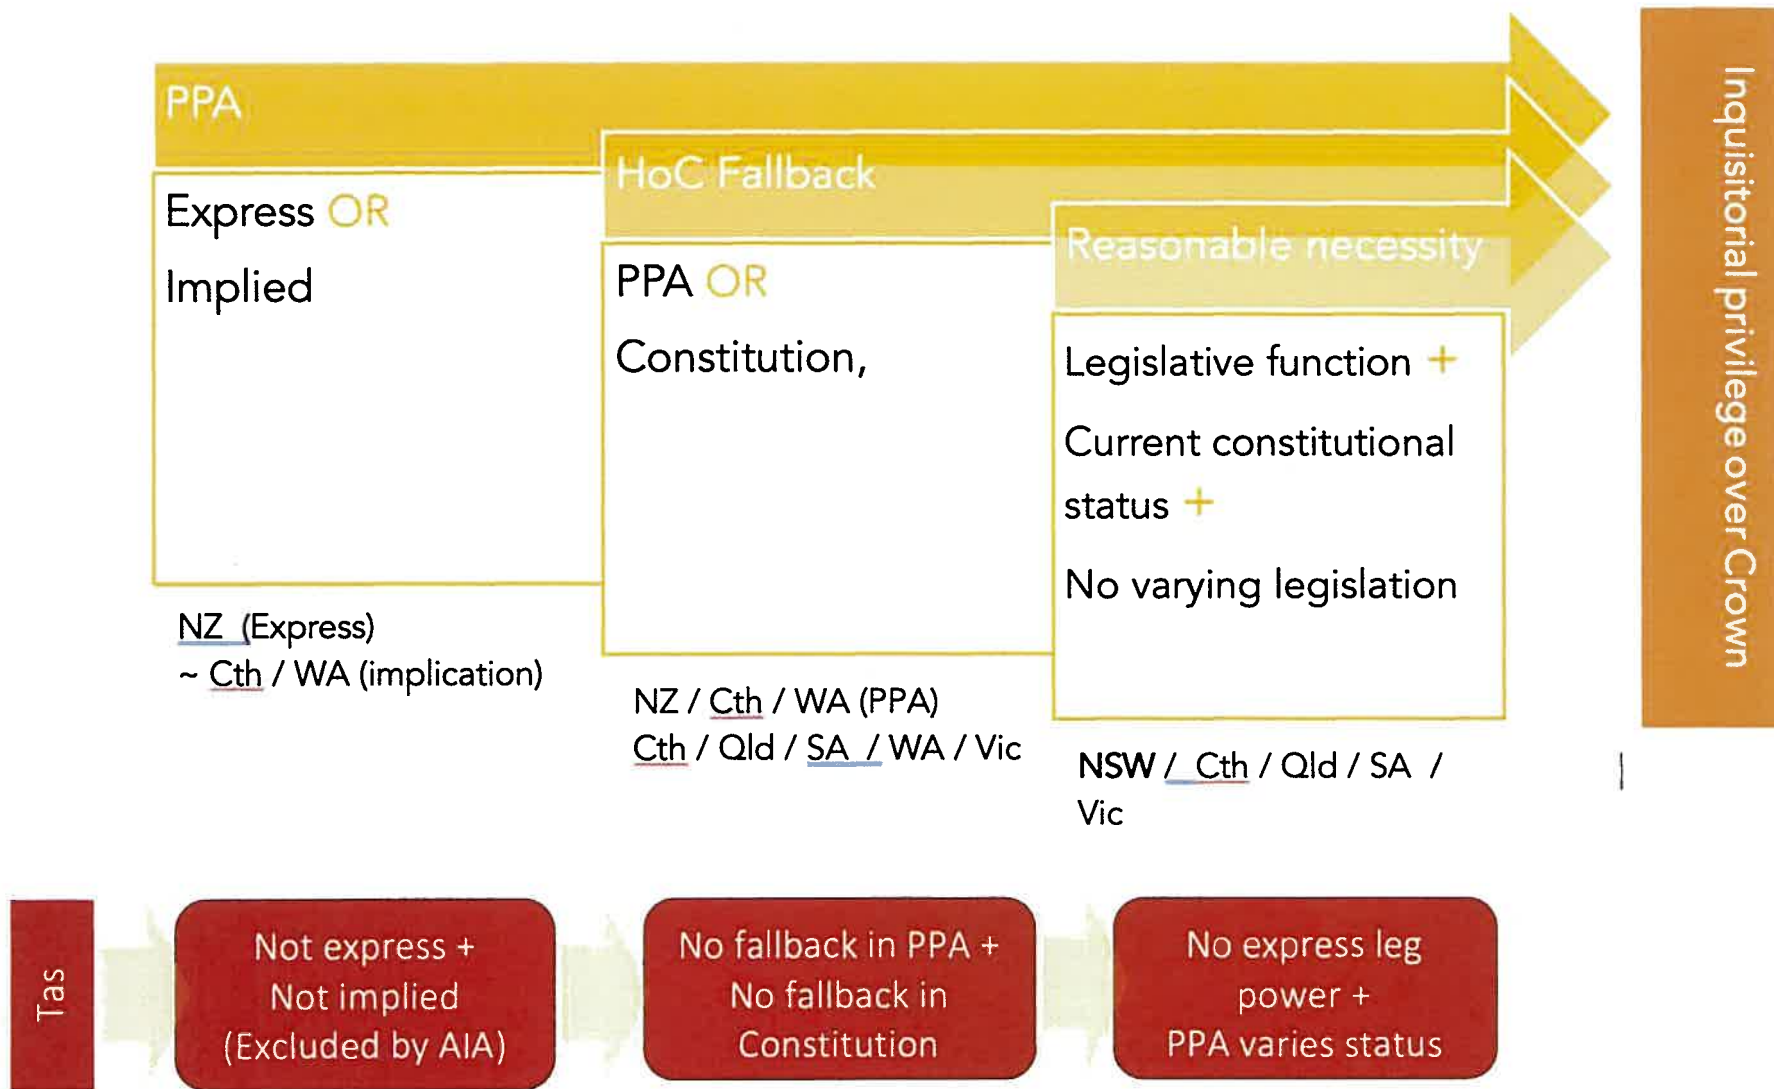 PPA
Express OR
Implied
NZ (Express)
~ Cth / WA (implication)
HoC Fallback
PPA OR
Constitution,
NZ / Cth / WA (PPA)
Cth / Qld / SA / WA / Vic
Reasonable necessity
Legislative function +
Current constitutional
status +
No varying legislation
NSW / Cth / Qld / SA /
Vic
Inquisitorial privilege over Crown
Tas
Not express +
Not implied
(Excluded by AIA)
No fallback in PPA +
No fallback in
Constitution
No express leg
power +
PPA varies status